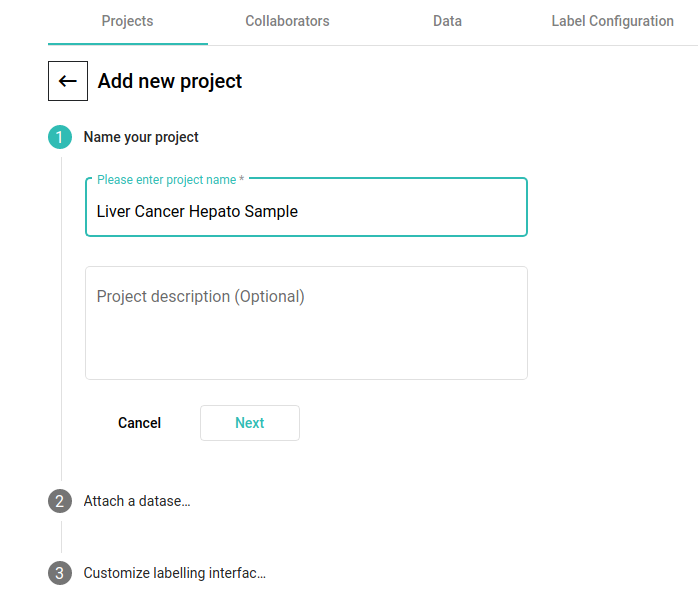 Projects Collaborators Data Label Configuration
← Add new project
1 Name your project
Please enter project name *
Liver Cancer Hepato Sample
Project description (Optional)
Cancel Next
2 Attach a datase...
3 Customize labelling interfac...